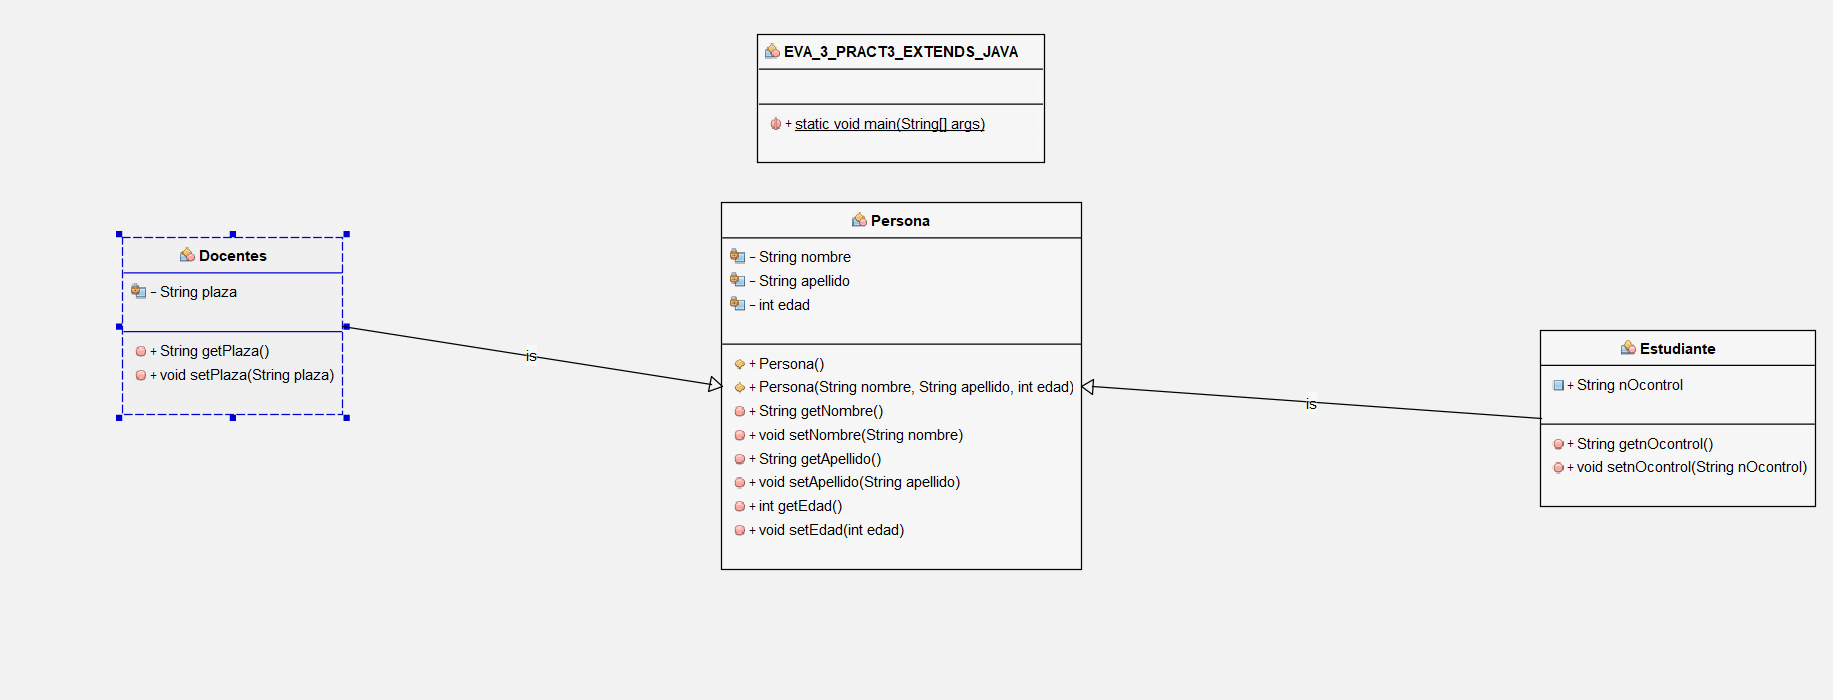 EVA_3_PRACT3_EXTENDS_JAVA
+ static void main(String[] args)
Docentes
– String plaza
+ String getPlaza()
+ void setPlaza(String plaza)
is
Persona
– String nombre
– String apellido
– int edad
+ Persona()
+ Persona(String nombre, String apellido, int edad)
+ String getNombre()
+ void setNombre(String nombre)
+ String getApellido()
+ void setApellido(String apellido)
+ int getEdad()
+ void setEdad(int edad)
is
Estudiante
+ String nOcontrol
+ String getnOcontrol()
+ void setnOcontrol(String nOcontrol)